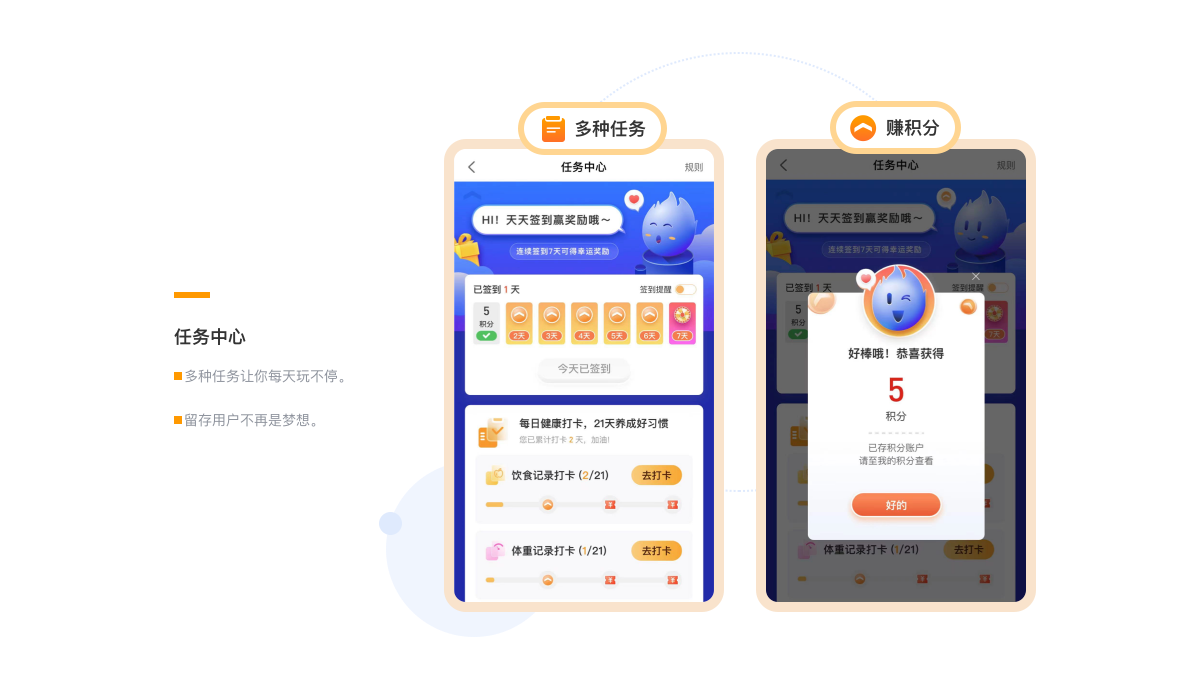 任务中心
多种任务让你每天玩不停。
留存用户不再是梦想。
多种任务
任务中心
规则
HI！天天签到赢奖励哦～
连续签到7天可得幸运奖励
已签到 1 天
签到提醒
5
积分
2天
3天
4天
5天
6天
7天
今天已签到
每日健康打卡，21天养成好习惯
您已累计打卡 2 天，加油!
饮食记录打卡 (2/21)
去打卡
体重记录打卡 (1/21)
去打卡
赚积分
任务中心
规则
HI！天天签到赢奖励哦～
连续签到7天可得幸运奖励
已签到 1 天
签到提醒
5
积分
7天
好棒哦！恭喜获得
5
积分
已存积分账户
请至我的积分查看
好的
体重记录打卡 (1/21)
去打卡